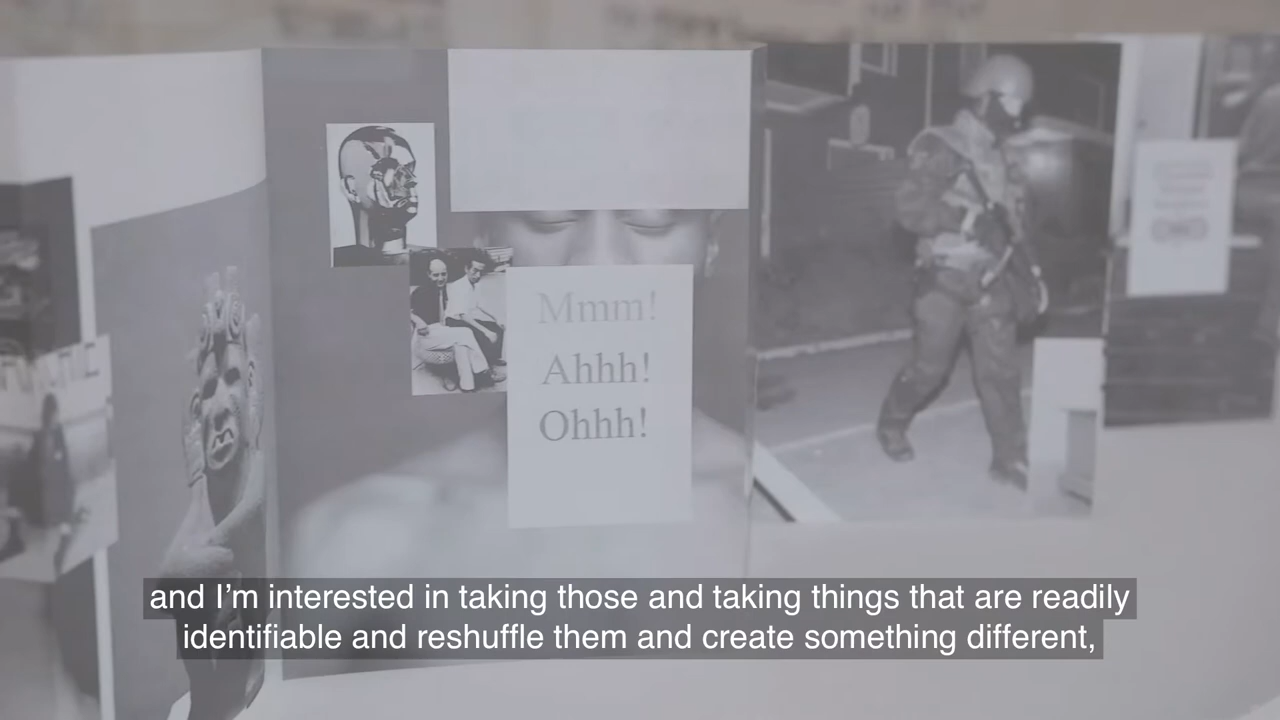 Mmm!
Ahhh!
Ohhh!
and I'm interested in taking those and taking things that are readily
identifiable and reshuffle them and create something different,